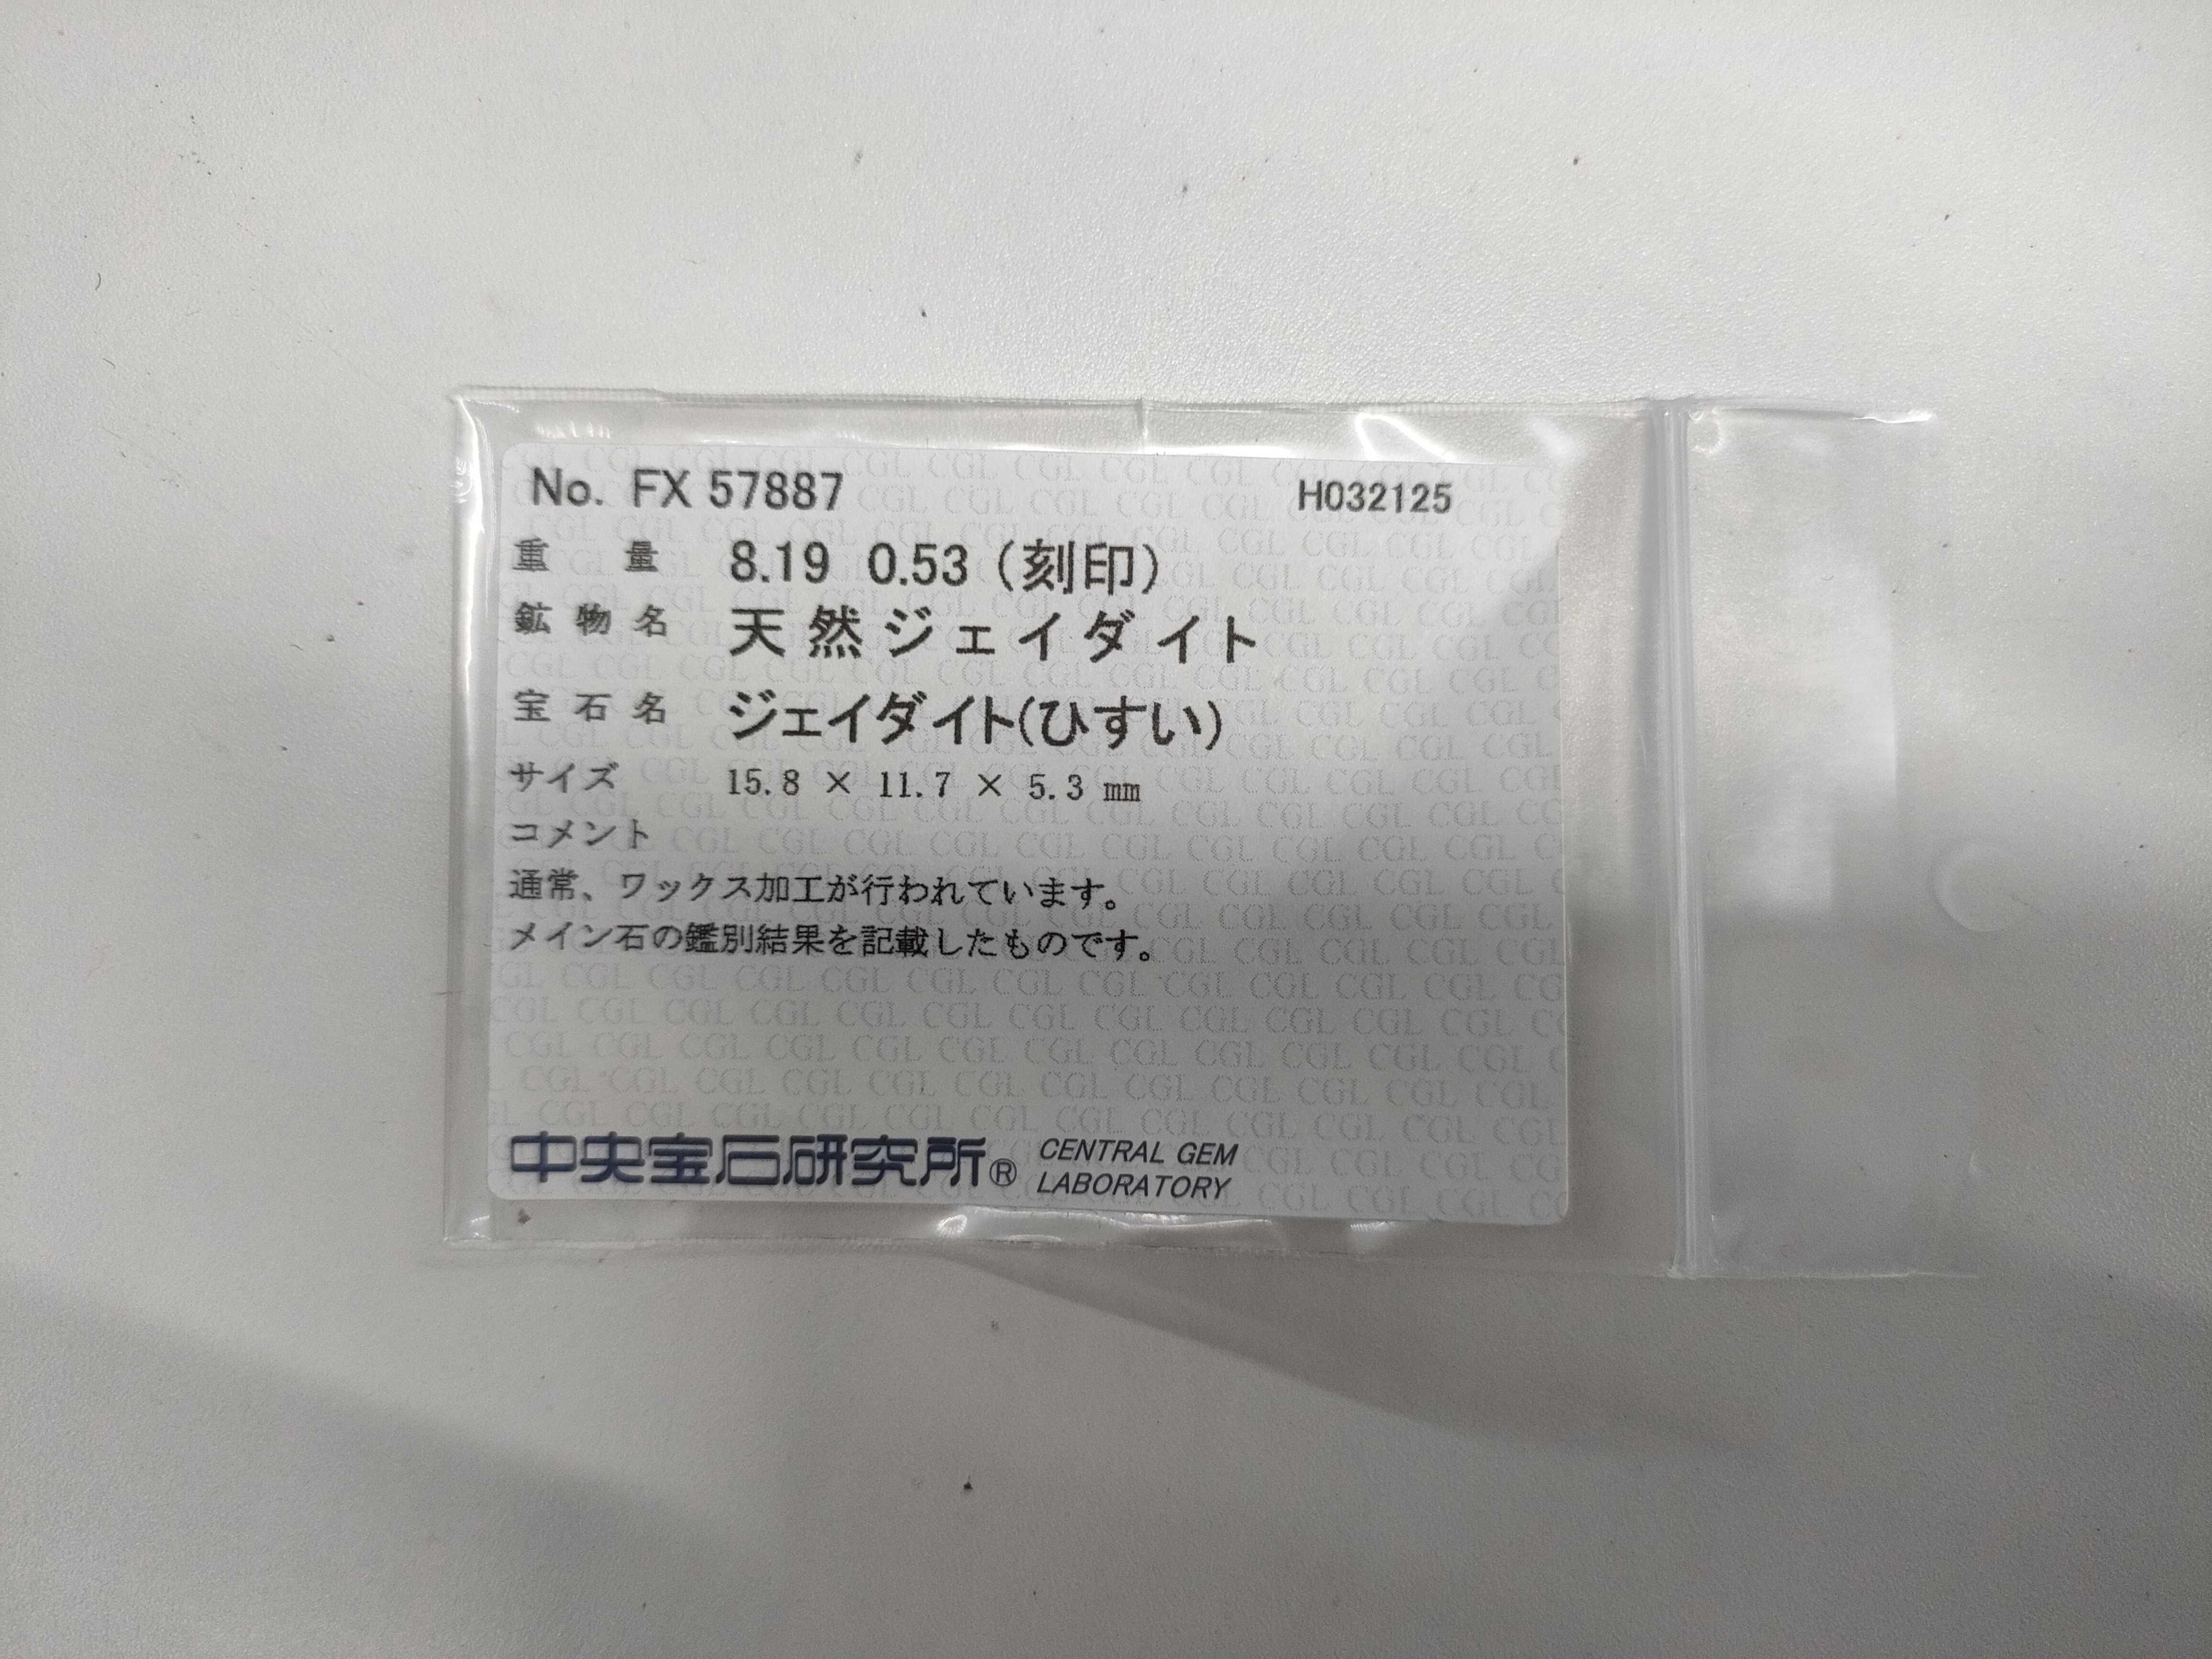 No. FX 57887 H032125
重量 8.19 0.53 (刻印)
鉱物名 天然ジェイダイト
宝石名 ジェイダイト(ひすい)
サイズ 15.8 × 11.7 × 5.3 mm
コメント
通常、ワックス加工が行われています。
メイン石の鑑別結果を記載したものです。
中央宝石研究所® CENTRAL GEM
LABORATORY